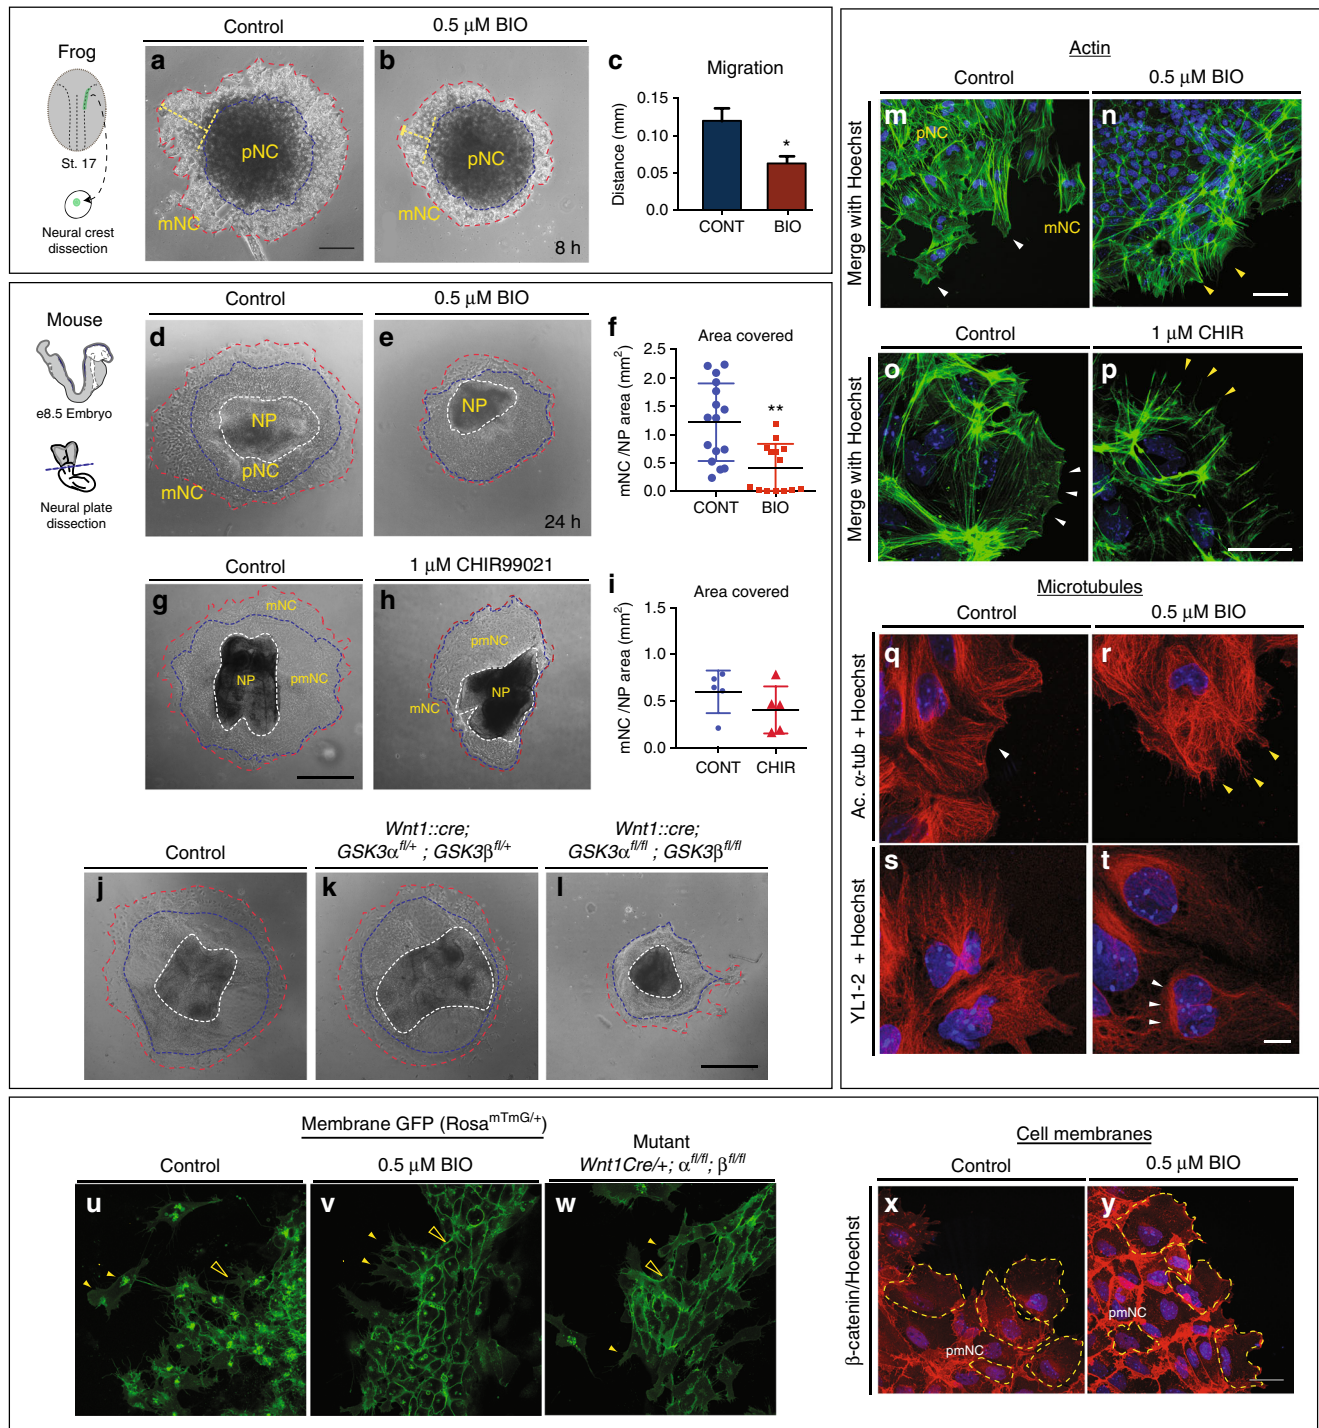 Frog
St. 17
Neural crest
dissection
Control
0.5 μM BIO
a
pNC
mNC
b
pNC
8 h
c
Migration
Distance (mm)
0.15
0.10
0.05
0.0
*
CONT
BIO
Mouse
e8.5 Embryo
Neural plate
dissection
Control
0.5 μM BIO
d
NP
pNC
mNC
e
NP
24 h
f
Area covered
mNC /NP area (mm²)
2.5
2.0
1.5
1.0
0.5
0.0
**
CONT
BIO
Control
1 μM CHIR99021
g
mNC
NP
pmNC
h
pmNC
NP
mNC
i
Area covered
mNC /NP area (mm²)
1.5
1.0
0.5
0.0
CONT
CHIR
Control
Wnt1::cre;
GSK3α^fl/+ ; GSK3β^fl/+
Wnt1::cre;
GSK3α^fl/fl ; GSK3β^fl/fl
j
k
l
Actin
Control
0.5 μM BIO
Merge with Hoechst
m
pNC
mNC
n
Control
1 μM CHIR
Merge with Hoechst
o
p
Microtubules
Control
0.5 μM BIO
Ac. α-tub + Hoechst
q
r
YL1-2 + Hoechst
s
t
Membrane GFP (Rosa^mTmG/+)
Control
0.5 μM BIO
Mutant
Wnt1Cre/+; α^fl/fl; β^fl/fl
u
v
w
Cell membranes
Control
0.5 μM BIO
β-catenin/Hoechst
x
pmNC
y
pmNC